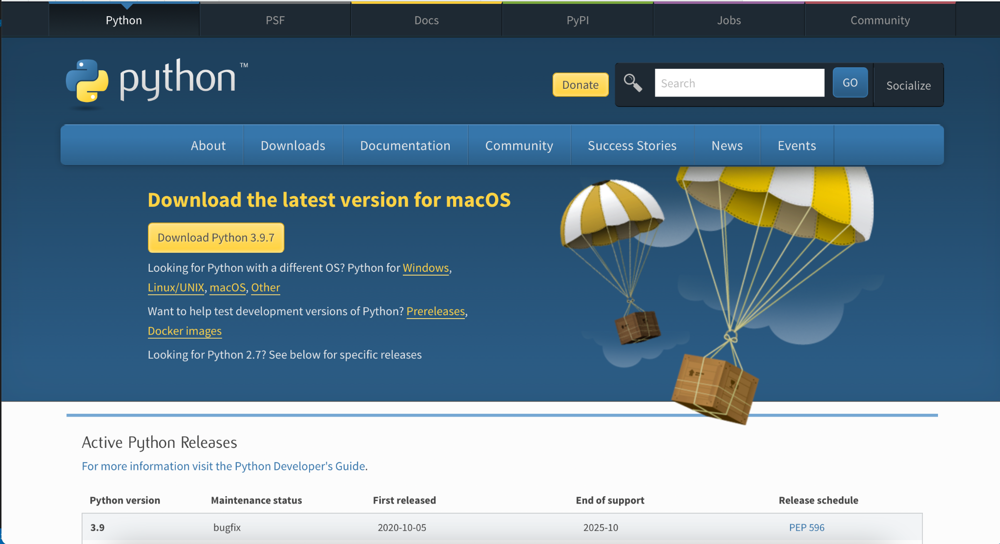 Python
PSF
Docs
PyPI
Jobs
Community
python™
Donate
Search
GO
Socialize
About
Downloads
Documentation
Community
Success Stories
News
Events
Download the latest version for macOS
Download Python 3.9.7
Looking for Python with a different OS? Python for Windows,
Linux/UNIX, macOS, Other
Want to help test development versions of Python? Prereleases,
Docker images
Looking for Python 2.7? See below for specific releases
Active Python Releases
For more information visit the Python Developer's Guide.
Python version Maintenance status First released End of support Release schedule
3.9 bugfix 2020-10-05 2025-10 PEP 596